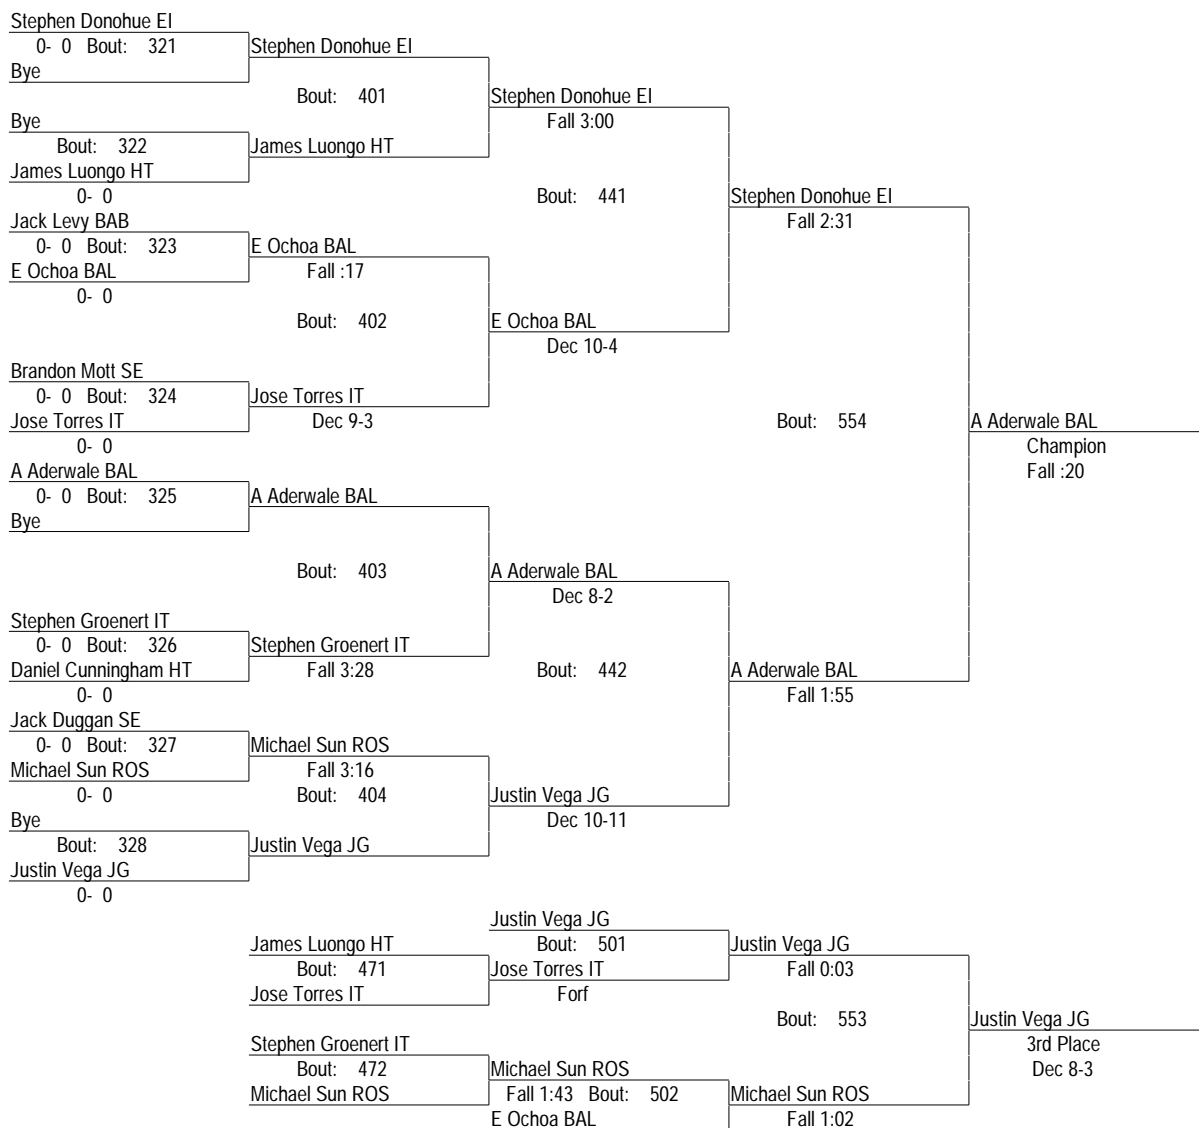 Stephen Donohue EI
0- 0 Bout: 321 Stephen Donohue EI
Bye
Bout: 401 Stephen Donohue EI
Bye Fall 3:00
Bout: 322 James Luongo HT
James Luongo HT
0- 0 Bout: 441 Stephen Donohue EI
Jack Levy BAB Fall 2:31
0- 0 Bout: 323 E Ochoa BAL
E Ochoa BAL Fall :17
0- 0
Bout: 402 E Ochoa BAL
Dec 10-4
Brandon Mott SE
0- 0 Bout: 324 Jose Torres IT
Jose Torres IT Dec 9-3 Bout: 554 A Aderwale BAL
0- 0 Champion
A Aderwale BAL Fall :20
0- 0 Bout: 325 A Aderwale BAL
Bye
Bout: 403 A Aderwale BAL
Dec 8-2
Stephen Groenert IT
0- 0 Bout: 326 Stephen Groenert IT
Daniel Cunningham HT Fall 3:28 Bout: 442 A Aderwale BAL
0- 0 Fall 1:55
Jack Duggan SE
0- 0 Bout: 327 Michael Sun ROS
Michael Sun ROS Fall 3:16
0- 0 Bout: 404 Justin Vega JG
Bye Dec 10-11
Bout: 328 Justin Vega JG
Justin Vega JG
0- 0
Justin Vega JG
James Luongo HT Bout: 501 Justin Vega JG
Bout: 471 Jose Torres IT Fall 0:03
Jose Torres IT Forf
Bout: 553 Justin Vega JG
Stephen Groenert IT 3rd Place
Bout: 472 Michael Sun ROS Dec 8-3
Michael Sun ROS Fall 1:43 Bout: 502 Michael Sun ROS
E Ochoa BAL Fall 1:02